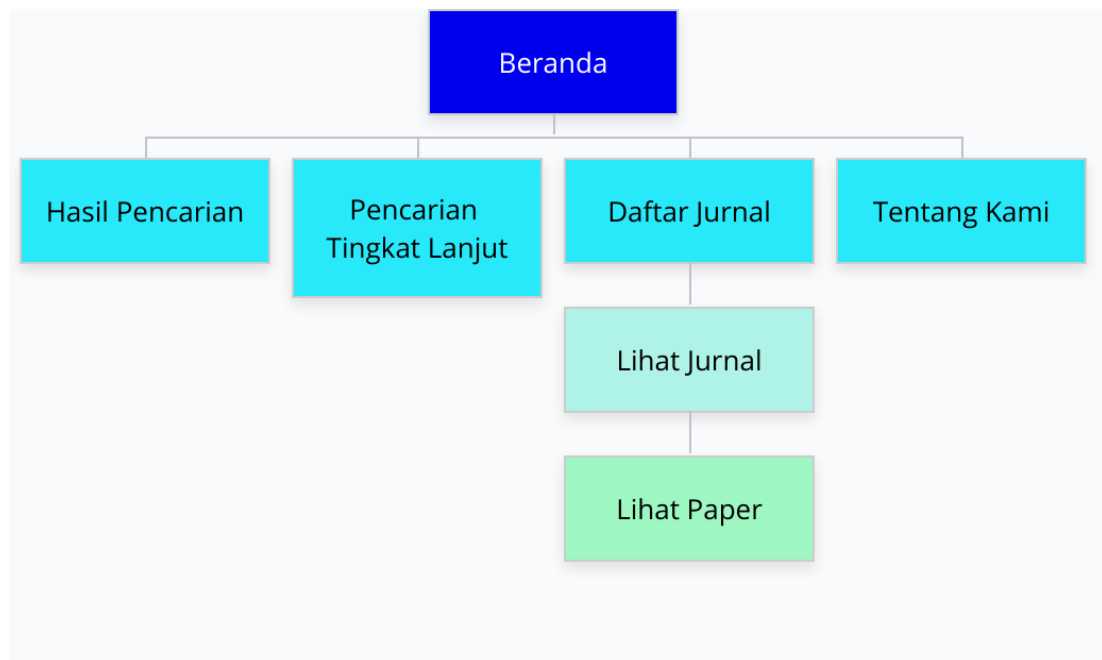 Beranda
Hasil Pencarian
Pencarian
Tingkat Lanjut
Daftar Jurnal
Tentang Kami
Lihat Jurnal
Lihat Paper